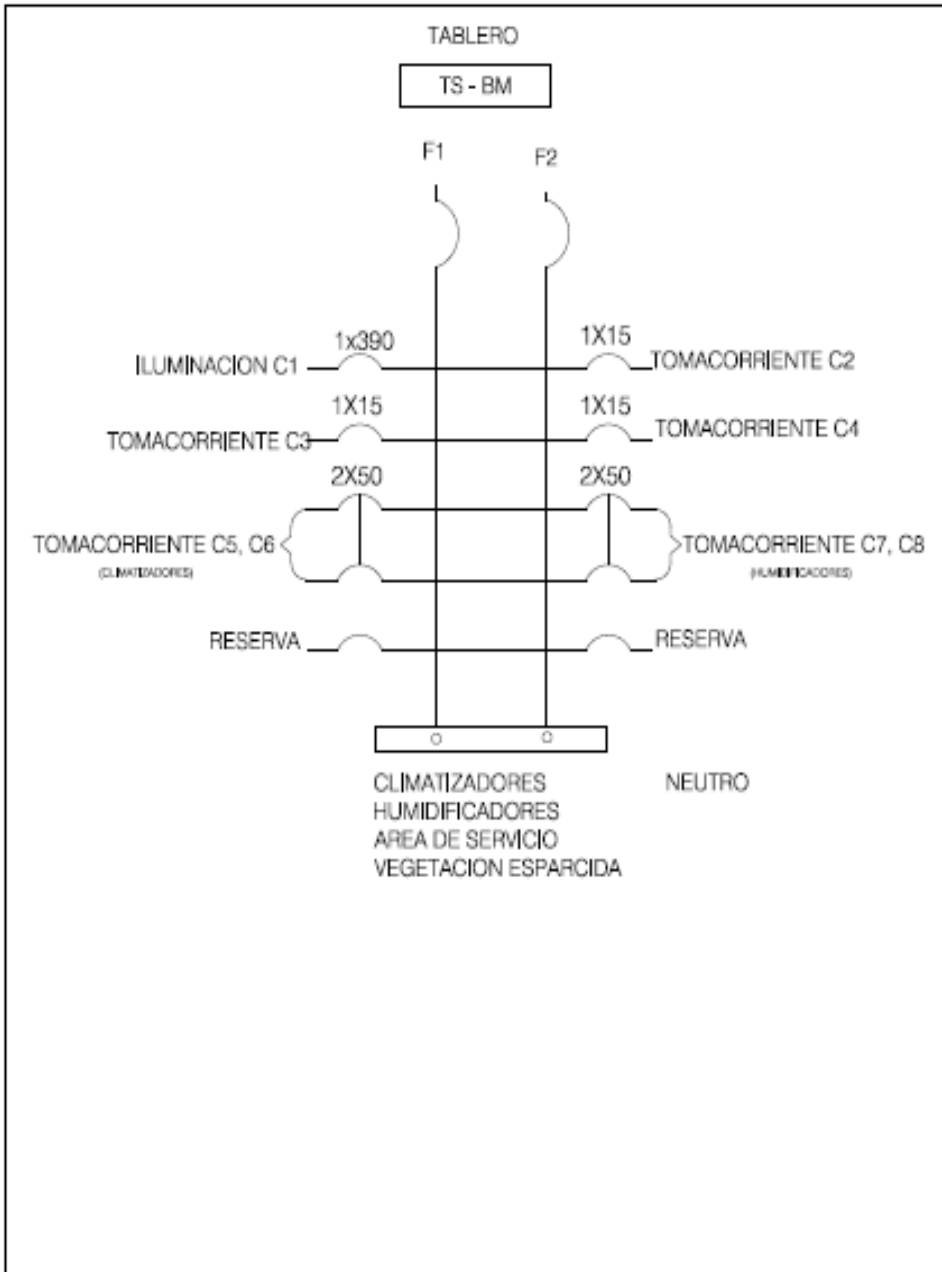 TABLERO
TS - BM
F1
F2
1x390
1X15
ILUMINACION C1
TOMACORRIENTE C2
1X15
1X15
TOMACORRIENTE C3
TOMACORRIENTE C4
2X50
2X50
TOMACORRIENTE C5, C6
(CLIMATIZADORES)
TOMACORRIENTE C7, C8
(HUMIDIFICADORES)
RESERVA
RESERVA
CLIMATIZADORES
HUMIDIFICADORES
AREA DE SERVICIO
VEGETACION ESPARCIDA
NEUTRO